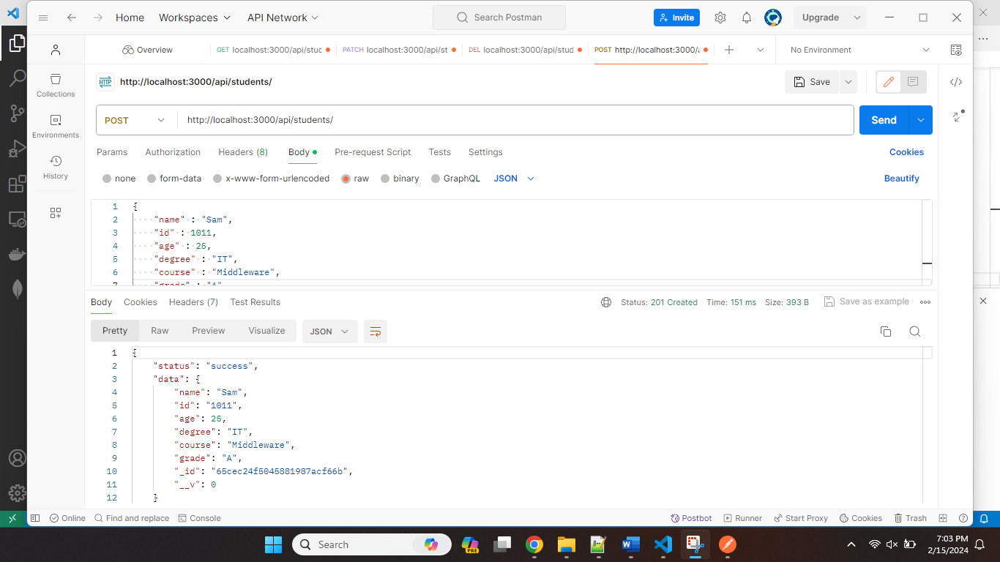 Home Workspaces API Network Search Postman Invite Upgrade
Overview GET localhost:3000/api/stud PATCH localhost:3000/api/st DEL localhost:3000/api/stud POST http://localhost:3000/a No Environment
HTTP http://localhost:3000/api/students/ Save
Collections
Environments
History
POST http://localhost:3000/api/students/ Send
Params Authorization Headers (8) Body Pre-request Script Tests Settings Cookies
none form-data x-www-form-urlencoded raw binary GraphQL JSON Beautify
1 {
2 "name" : "Sam",
3 "id" : 1011,
4 "age" : 25,
5 "degree" : "IT",
6 "course" : "Middleware",
7 "grade" : "A"
Body Cookies Headers (7) Test Results Status: 201 Created Time: 151 ms Size: 393 B Save as example
Pretty Raw Preview Visualize JSON
1 {
2 "status": "success",
3 "data": {
4 "name": "Sam",
5 "id": "1011",
6 "age": 25,
7 "degree": "IT",
8 "course": "Middleware",
9 "grade": "A",
10 "_id": "65cec24f5045881987acf66b",
11 "__v": 0
12 }
Online Find and replace Console Postbot Runner Start Proxy Cookies Trash
Search PRE 7:03 PM
2/15/2024